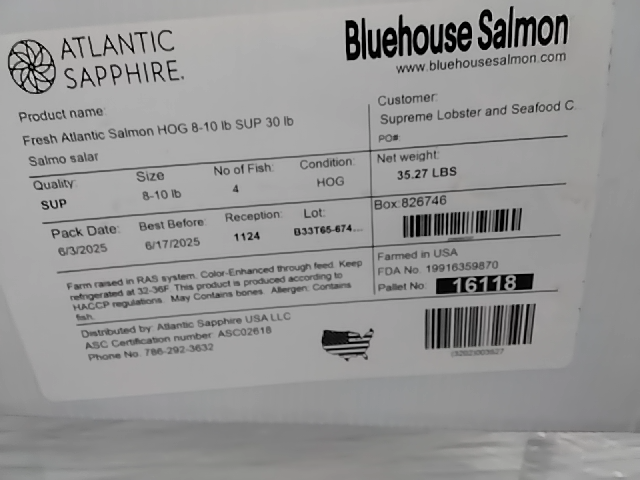 ATLANTIC
SAPPHIRE.
Bluehouse Salmon
www.bluehousesalmon.com
Product name:
Fresh Atlantic Salmon HOG 8-10 lb SUP 30 lb
Salmo salar
Customer:
Supreme Lobster and Seafood C
PO#:
Quality:
SUP
Size
8-10 lb
No of Fish:
4
Condition:
HOG
Net weight:
35.27 LBS
Pack Date:
6/3/2025
Best Before:
6/17/2025
Reception:
1124
Lot:
B33T65-674...
Box:826746
Farm raised in RAS system. Color-Enhanced through feed. Keep
refrigerated at 32-36F. This product is produced according to
HACCP regulations. May Contains bones. Allergen: Contains
fish.
Farmed in USA
FDA No. 19916359870
Pallet No: 16118
Distributed by: Atlantic Sapphire USA LLC
ASC Certification number: ASC02618
Phone No. 786-292-3632